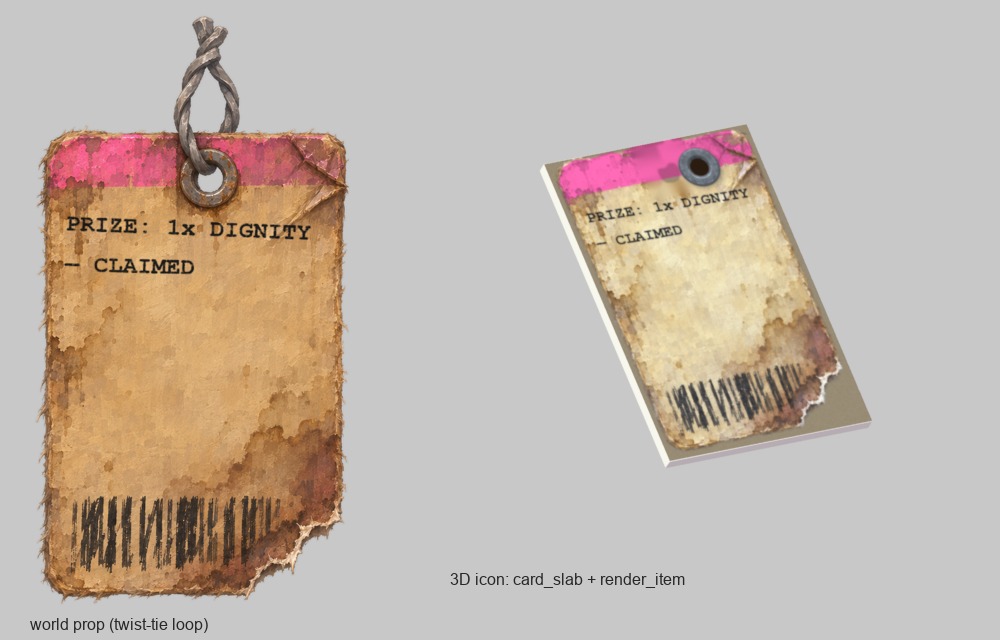 PRIZE: 1x DIGNITY
— CLAIMED
PRIZE: 1x DIGNITY
— CLAIMED
3D icon: card_slab + render_item
world prop (twist-tie loop)